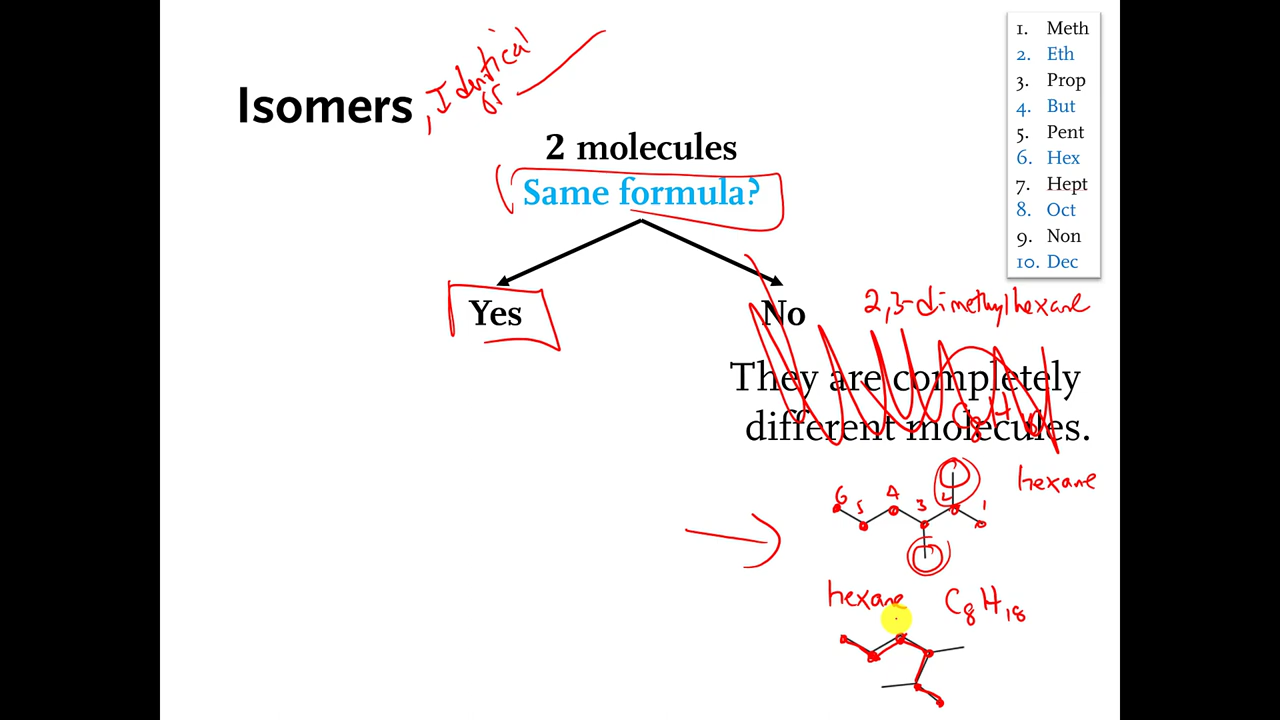 1. Meth
2. Eth
3. Prop
4. But
5. Pent
6. Hex
7. Hept
8. Oct
9. Non
10. Dec
Isomers
, Identical
or
2 molecules
Same formula?
Yes
No
2,3-dimethylhexane
They are completely
different molecules.
C8H18
hexane
6 5 4 3 2 1
hexane
C8H18